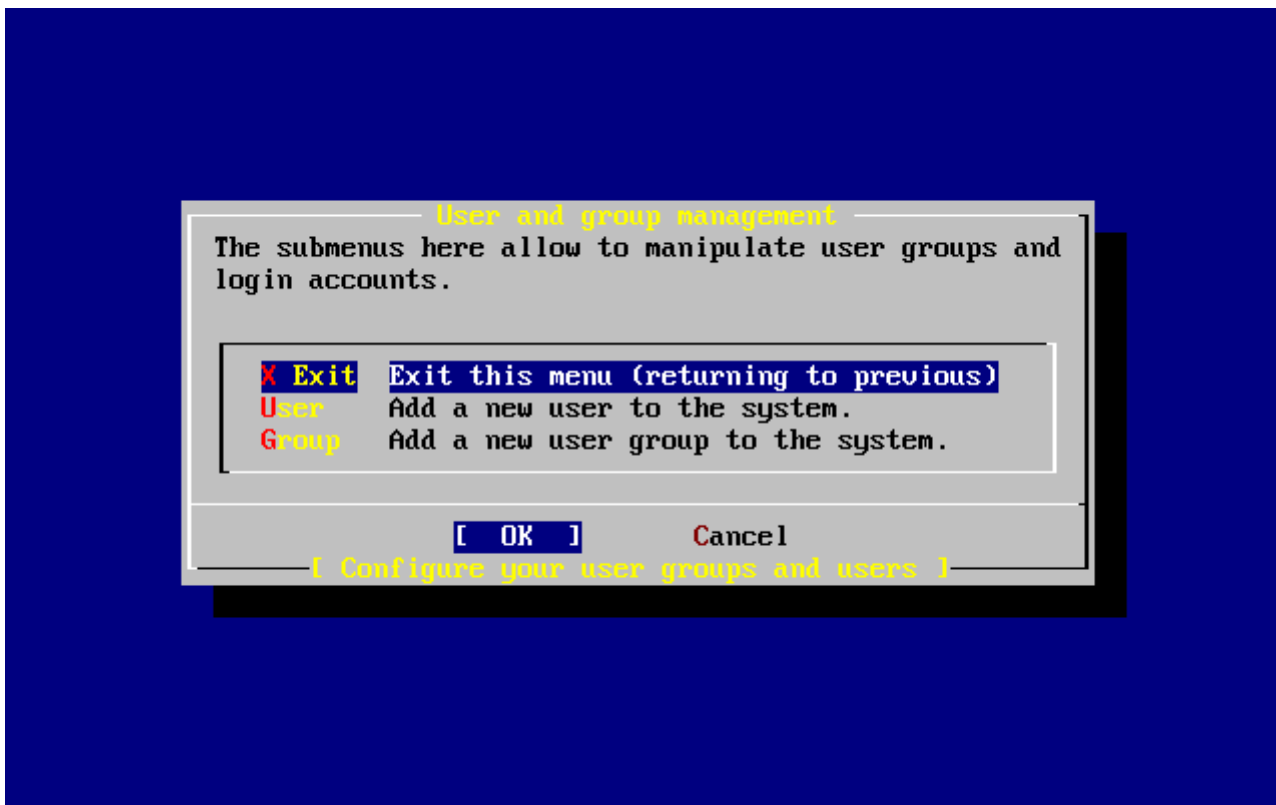 User and group management
The submenus here allow to manipulate user groups and
login accounts.
X Exit Exit this menu (returning to previous)
User Add a new user to the system.
Group Add a new user group to the system.
[ OK ] Cancel
[ Configure your user groups and users ]